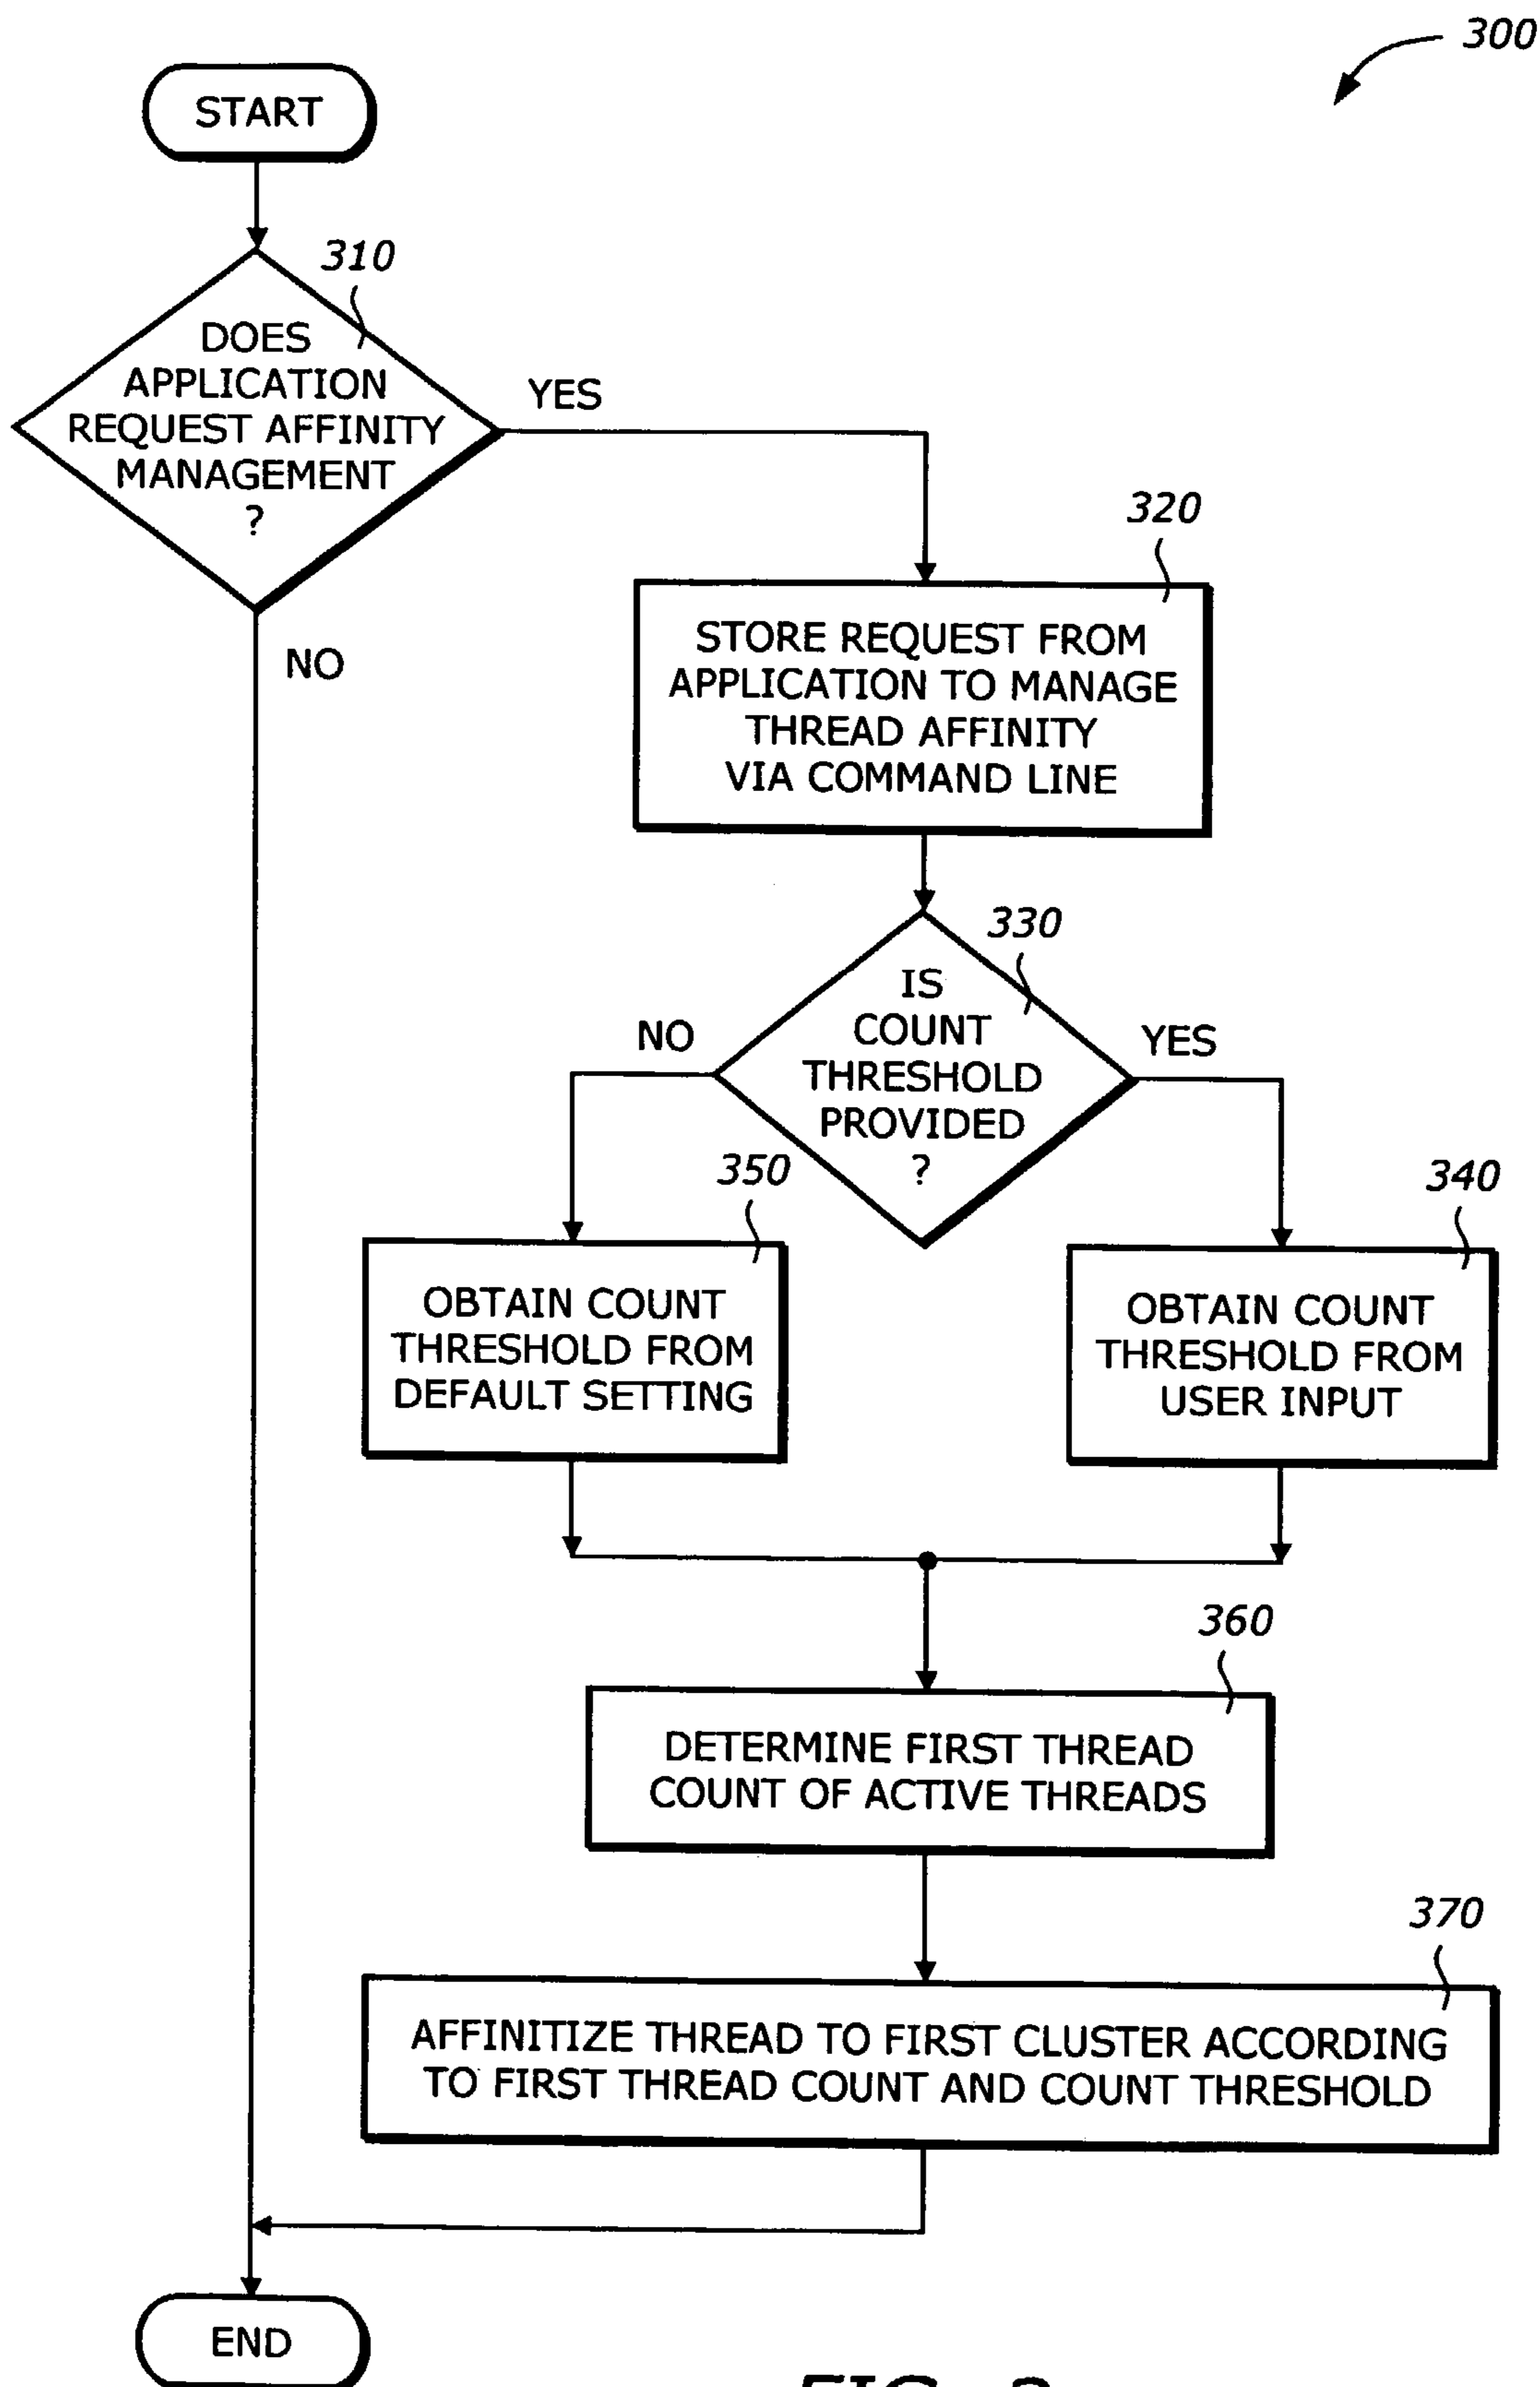 300
START
310
DOES
APPLICATION
REQUEST AFFINITY
MANAGEMENT
?
YES
NO
320
STORE REQUEST FROM
APPLICATION TO MANAGE
THREAD AFFINITY
VIA COMMAND LINE
330
IS
COUNT
THRESHOLD
PROVIDED
?
NO
YES
350
OBTAIN COUNT
THRESHOLD FROM
DEFAULT SETTING
340
OBTAIN COUNT
THRESHOLD FROM
USER INPUT
360
DETERMINE FIRST THREAD
COUNT OF ACTIVE THREADS
370
AFFINITIZE THREAD TO FIRST CLUSTER ACCORDING
TO FIRST THREAD COUNT AND COUNT THRESHOLD
END
FIG.